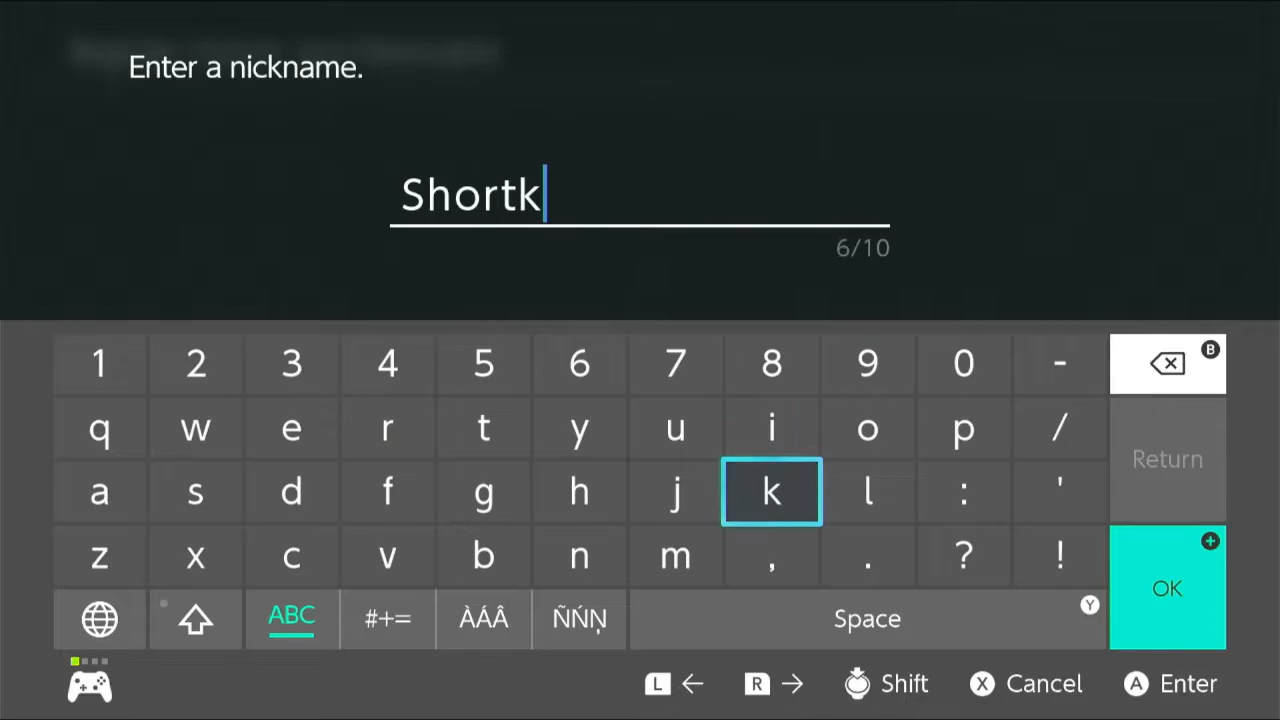 Enter a nickname.
Shortk
6/10
1 2 3 4 5 6 7 8 9 0 - B
q w e r t y u i o p /
Return
a s d f g h j k l : '
z x c v b n m , . ? !
+
OK
ABC #+= ÀÁÂ ÑŃŅ Space Y
L ← R → Shift X Cancel A Enter